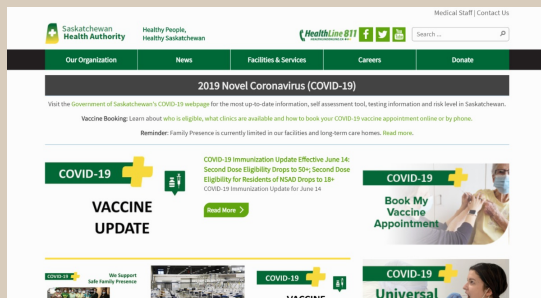 Medical Staff | Contact Us
Saskatchewan
Health Authority
Healthy People,
Healthy Saskatchewan
HealthLine 811
Search ...
Our Organization
News
Facilities & Services
Careers
Donate
2019 Novel Coronavirus (COVID-19)
Visit the Government of Saskatchewan's COVID-19 webpage for the most up-to-date information, self assessment tool, testing information and risk level in Saskatchewan.
Vaccine Booking: Learn about who is eligible, what clinics are available and how to book your COVID-19 vaccine appointment online or by phone.
Reminder: Family Presence is currently limited in our facilities and long-term care homes. Read more.
COVID-19
VACCINE
UPDATE
COVID-19 Immunization Update Effective June 14:
Second Dose Eligibility Drops to 50+; Second Dose
Eligibility for Residents of NSAD Drops to 18+
COVID-19 Immunization Update for June 14
Read More
COVID-19
Book My
Vaccine
Appointment
COVID-19
We Support
Safe Family Presence
COVID-19
VACCINE
COVID-19
Universal